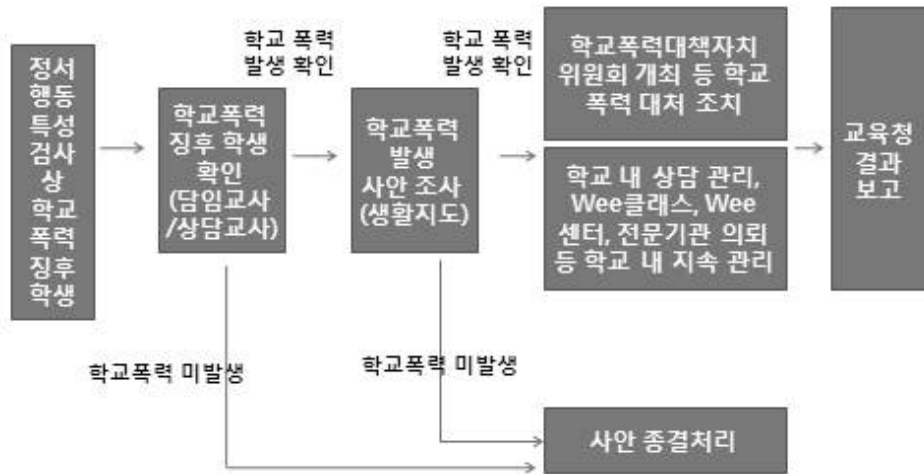 정서
행동
특성
검사
상
학교
폭력
징후
학생
학교 폭력
발생 확인
학교폭력
징후 학생
확인
(담임교사
/상담교사)
학교 폭력
발생 확인
학교폭력
발생
사안 조사
(생활지도)
학교폭력대책자치
위원회 개최 등 학교
폭력 대처 조치
학교 내 상담 관리,
Wee클래스, Wee
센터, 전문기관 의뢰
등 학교 내 지속 관리
교육청
결과
보고
학교폭력 미발생
학교폭력 미발생
사안 종결처리